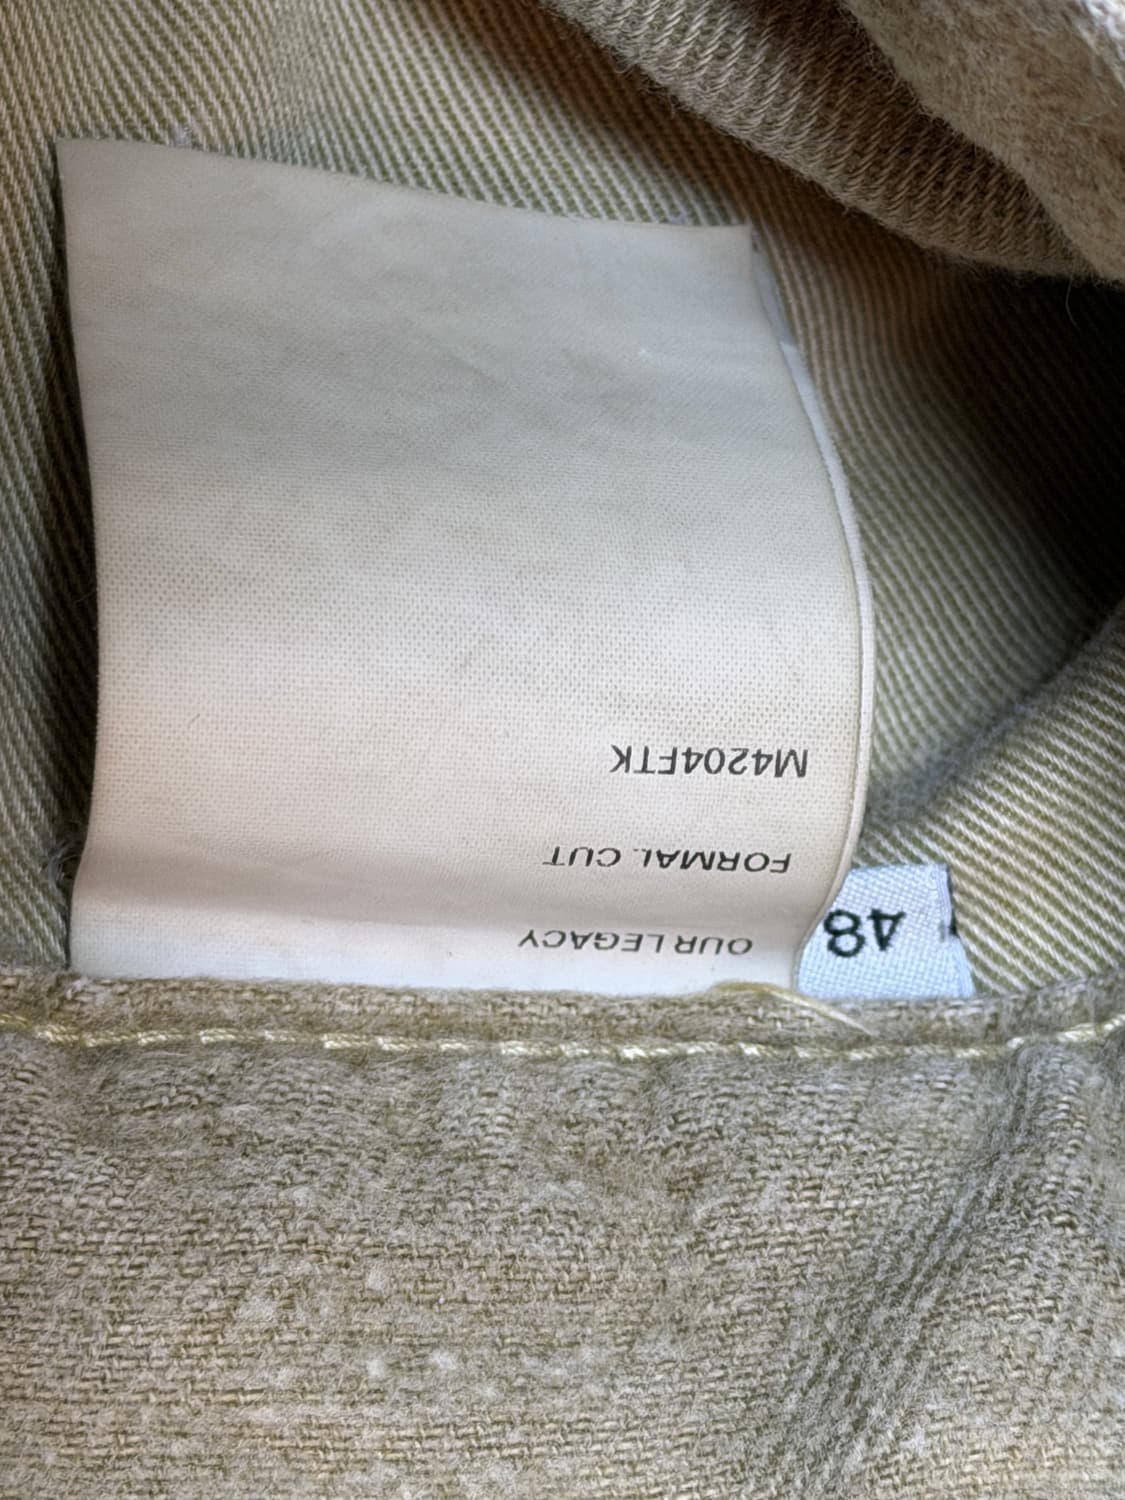 OUR LEGACY
FORMAL CUT
M4204FTK
48